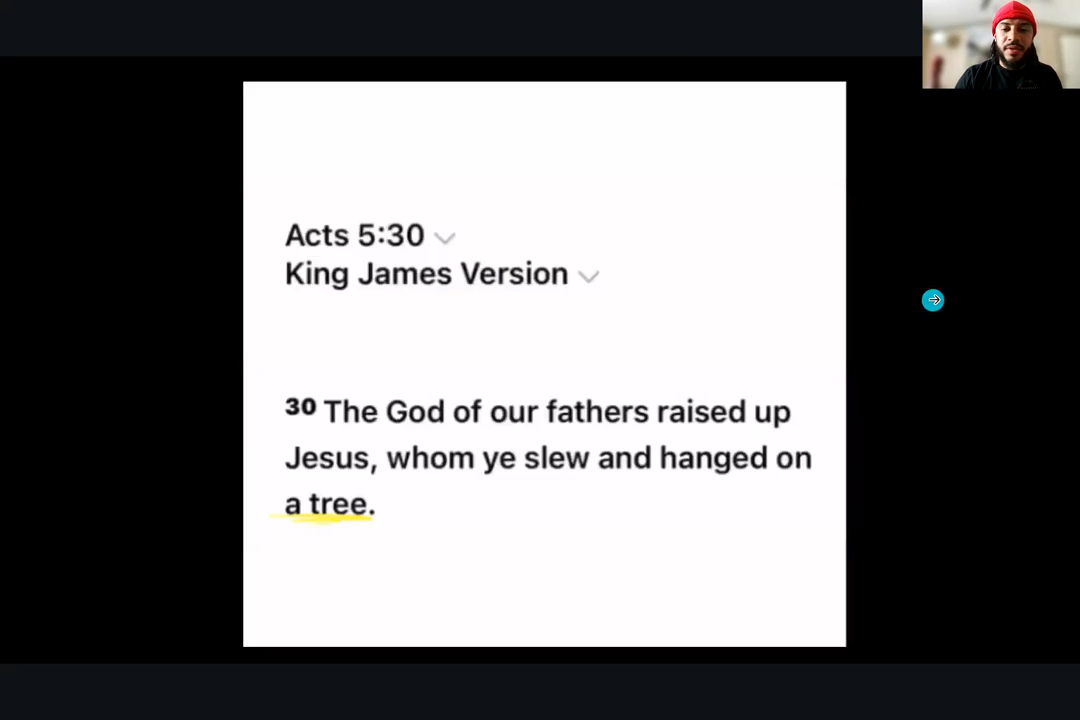 Acts 5:30
King James Version
30 The God of our fathers raised up
Jesus, whom ye slew and hanged on
a tree.